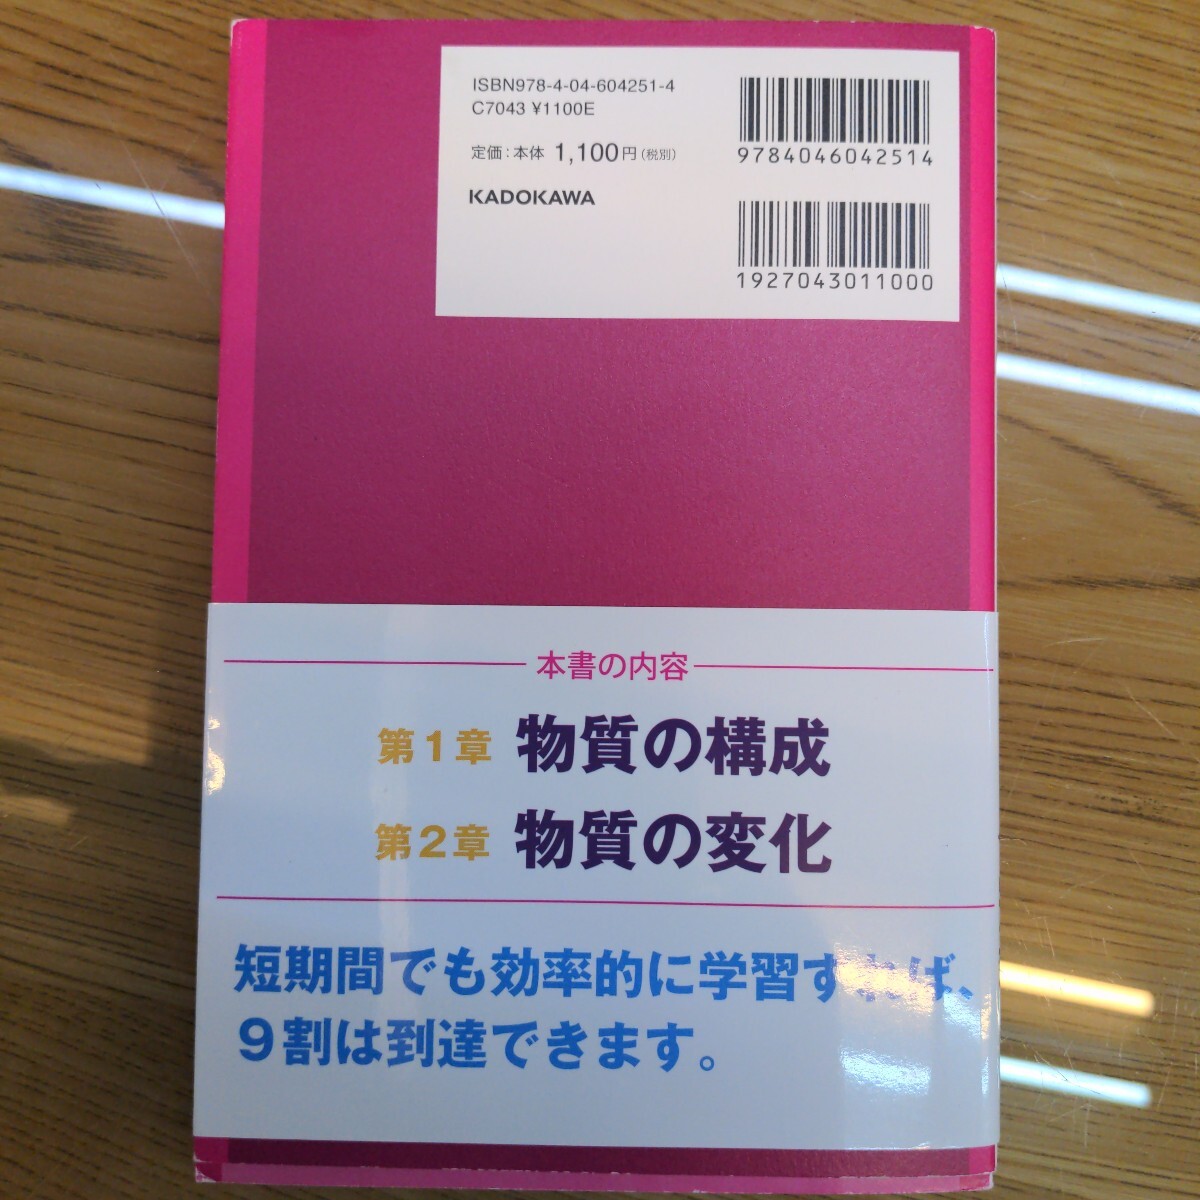 ISBN978-4-04-604251-4
C7043 ¥1100E
定価：本体 1,100円（税別）
KADOKAWA
9784046042514
1927043011000
本書の内容
第1章 物質の構成
第2章 物質の変化
短期間でも効率的に学習すれば、
9割は到達できます。